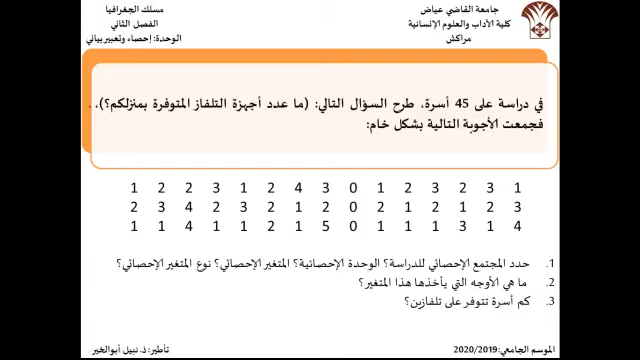 جامعة القاضي عياض
كلية الآداب والعلوم الإنسانية
مراكش
مسلك الجغرافيا
الفصل الثاني
الوحدة: إحصاء وتعبير بياني
في دراسة على 45 أسرة، طرح السؤال التالي: (ما عدد أجهزة التلفاز المتوفرة بمنزلكم؟)،.
فجمعت الأجوبة التالية بشكل خام:
1 2 2 3 1 2 4 3 0 1 2 3 2 3 1
2 3 4 2 3 2 1 2 0 2 1 2 1 2 3
1 1 4 1 1 2 1 5 0 1 1 1 3 1 4
1. حدد المجتمع الإحصائي للدراسة؟ الوحدة الإحصائية؟ المتغير الإحصائي؟ نوع المتغير الإحصائي؟
2. ما هي الأوجه التي يأخذها هذا المتغير؟
3. كم أسرة تتوفر على تلفازين؟
الموسم الجامعي: 2020/2019
تأطير: ذ. نبيل أبوالخير